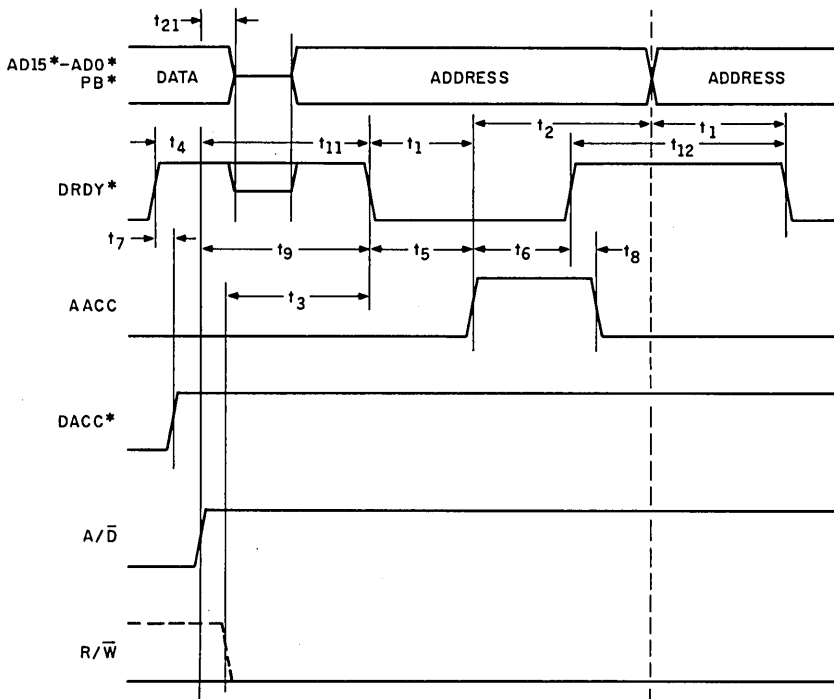 t21
AD15*-AD0*
PB*
DATA
ADDRESS
ADDRESS
t2
t1
t4
t11
t1
t12
DRDY*
t7
t9
t5
t6
t8
t3
AACC
DACC*
A/D̅
R/W̅